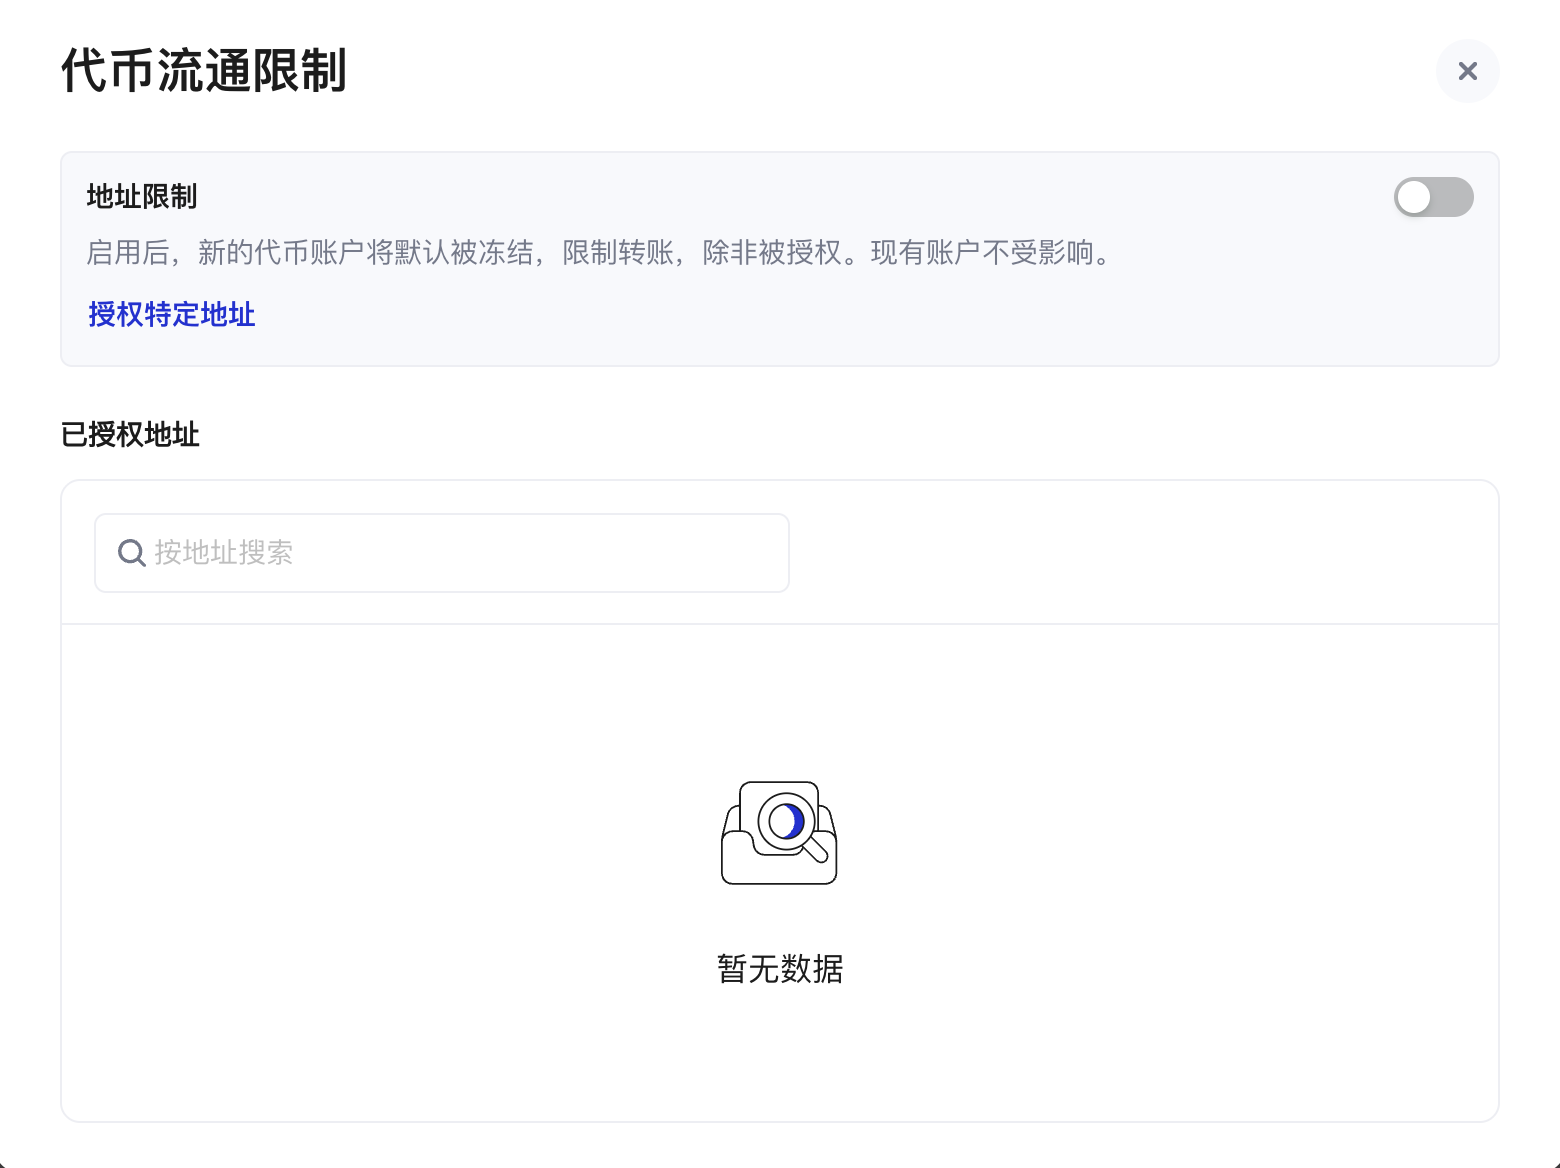 代币流通限制
地址限制
启用后，新的代币账户将默认被冻结，限制转账，除非被授权。现有账户不受影响。
授权特定地址
已授权地址
按地址搜索
暂无数据